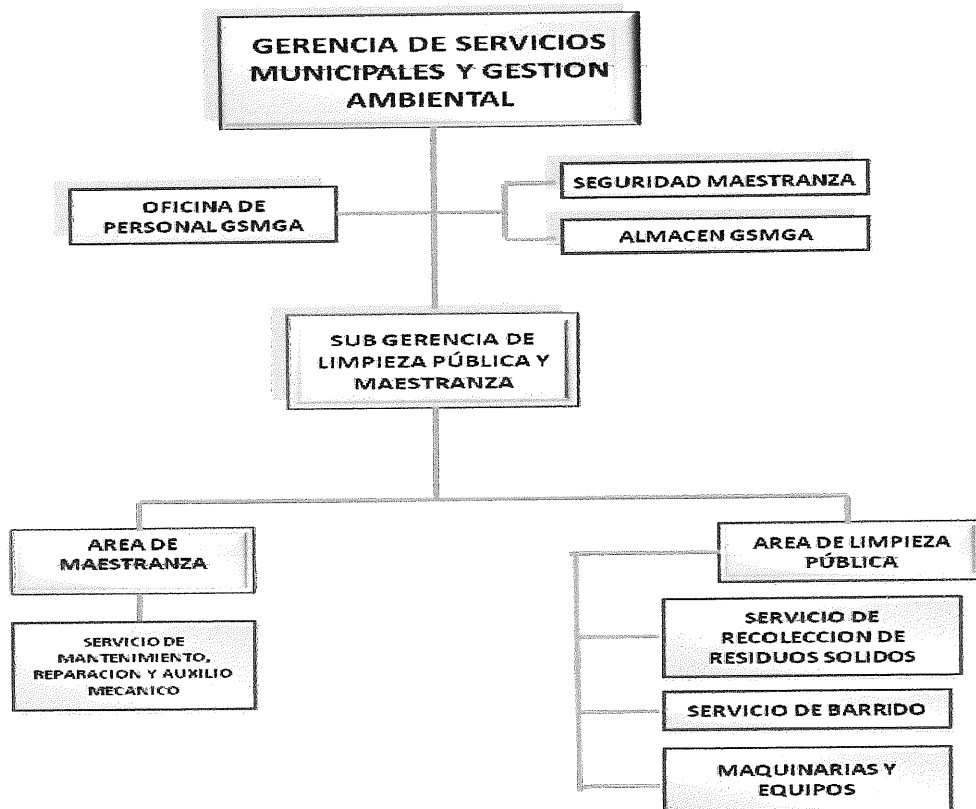 GERENCIA DE SERVICIOS
MUNICIPALES Y GESTION
AMBIENTAL
OFICINA DE
PERSONAL GSMGA
SEGURIDAD MAESTRANZA
ALMACEN GSMGA
SUB GERENCIA DE
LIMPIEZA PÚBLICA Y
MAESTRANZA
AREA DE
MAESTRANZA
SERVICIO DE
MANTENIMIENTO,
REPARACION Y AUXILIO
MECANICO
AREA DE LIMPIEZA
PÚBLICA
SERVICIO DE
RECOLECCION DE
RESIDUOS SOLIDOS
SERVICIO DE BARRIDO
MAQUINARIAS Y
EQUIPOS